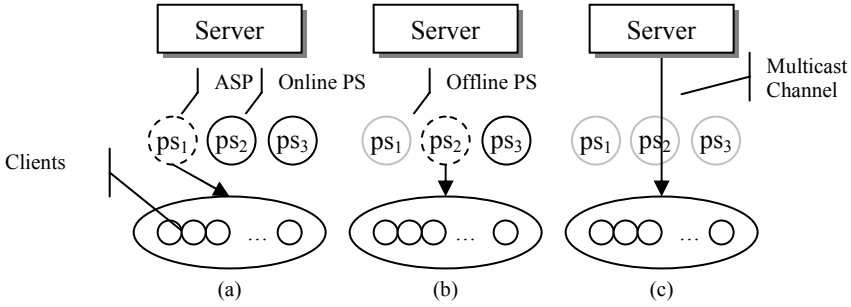 Server Server Server
ASP Online PS Offline PS Multicast
Channel
ps1 ps2 ps3 ps1 ps2 ps3 ps1 ps2 ps3
Clients
... ... ...
(a) (b) (c)